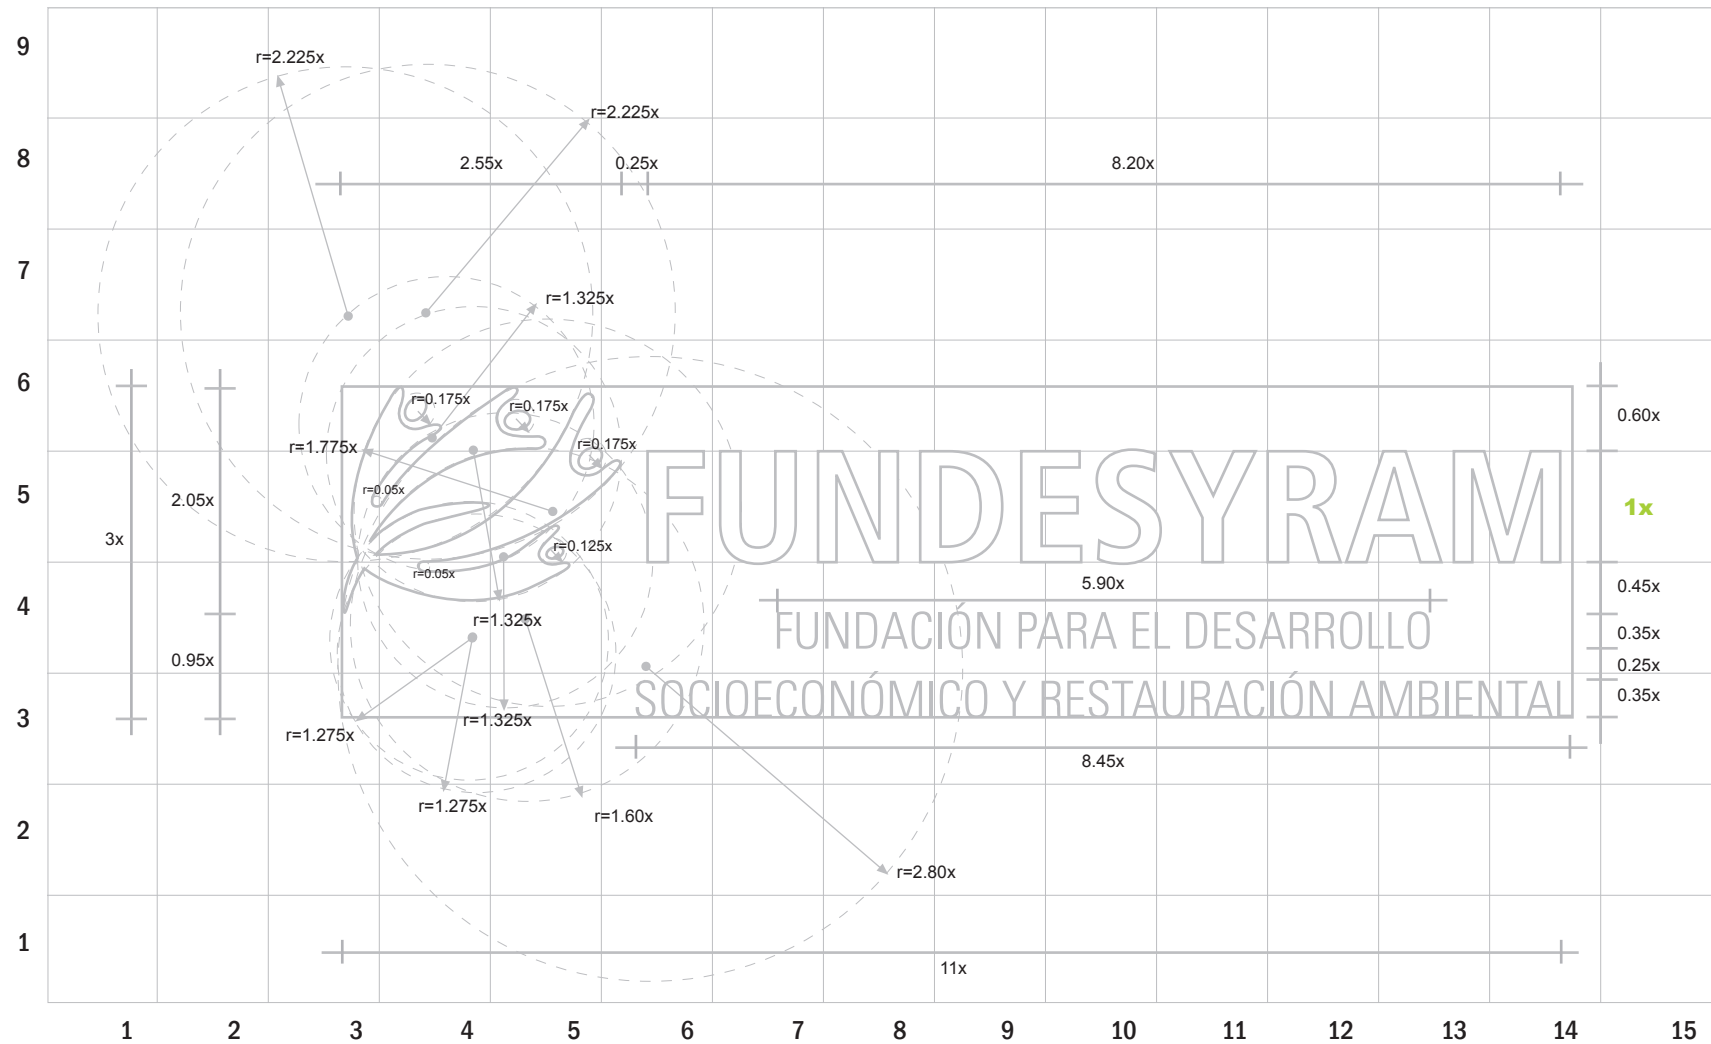 9
r=2.225x
r=2.225x
8
2.55x 0.25x 8.20x
7
r=1.325x
6
r=0.175x
r=0.175x
0.60x
r=1.775x
r=0.175x
5
2.05x
r=0.05x
FUNDESYRAM
1x
3x
r=0.125x
r=0.05x
5.90x
0.45x
4
r=1.325x
FUNDACIÓN PARA EL DESARROLLO
0.35x
0.95x
0.25x
SOCIOECONÓMICO Y RESTAURACIÓN AMBIENTAL
0.35x
3
r=1.325x
r=1.275x
8.45x
r=1.275x
r=1.60x
2
r=2.80x
1
11x
1 2 3 4 5 6 7 8 9 10 11 12 13 14 15